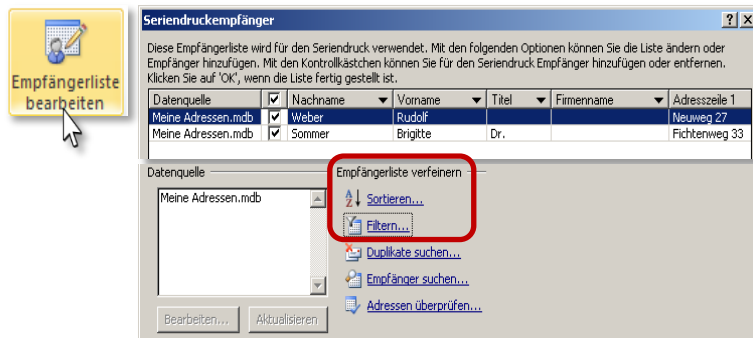 Empfängerliste
bearbeiten
Seriendruckempfänger
Diese Empfängerliste wird für den Seriendruck verwendet. Mit den folgenden Optionen können Sie die Liste ändern oder
Empfänger hinzufügen. Mit den Kontrollkästchen können Sie für den Seriendruck Empfänger hinzufügen oder entfernen.
Klicken Sie auf 'OK', wenn die Liste fertig gestellt ist.
Datenquelle Nachname Vorname Titel Firmenname Adresszeile 1
Meine Adressen.mdb Weber Rudolf Neuweg 27
Meine Adressen.mdb Sommer Brigitte Dr. Fichtenweg 33
Datenquelle Empfängerliste verfeinern
Meine Adressen.mdb
Sortieren...
Filtern...
Duplikate suchen...
Empfänger suchen...
Adressen überprüfen...
Bearbeiten... Aktualisieren